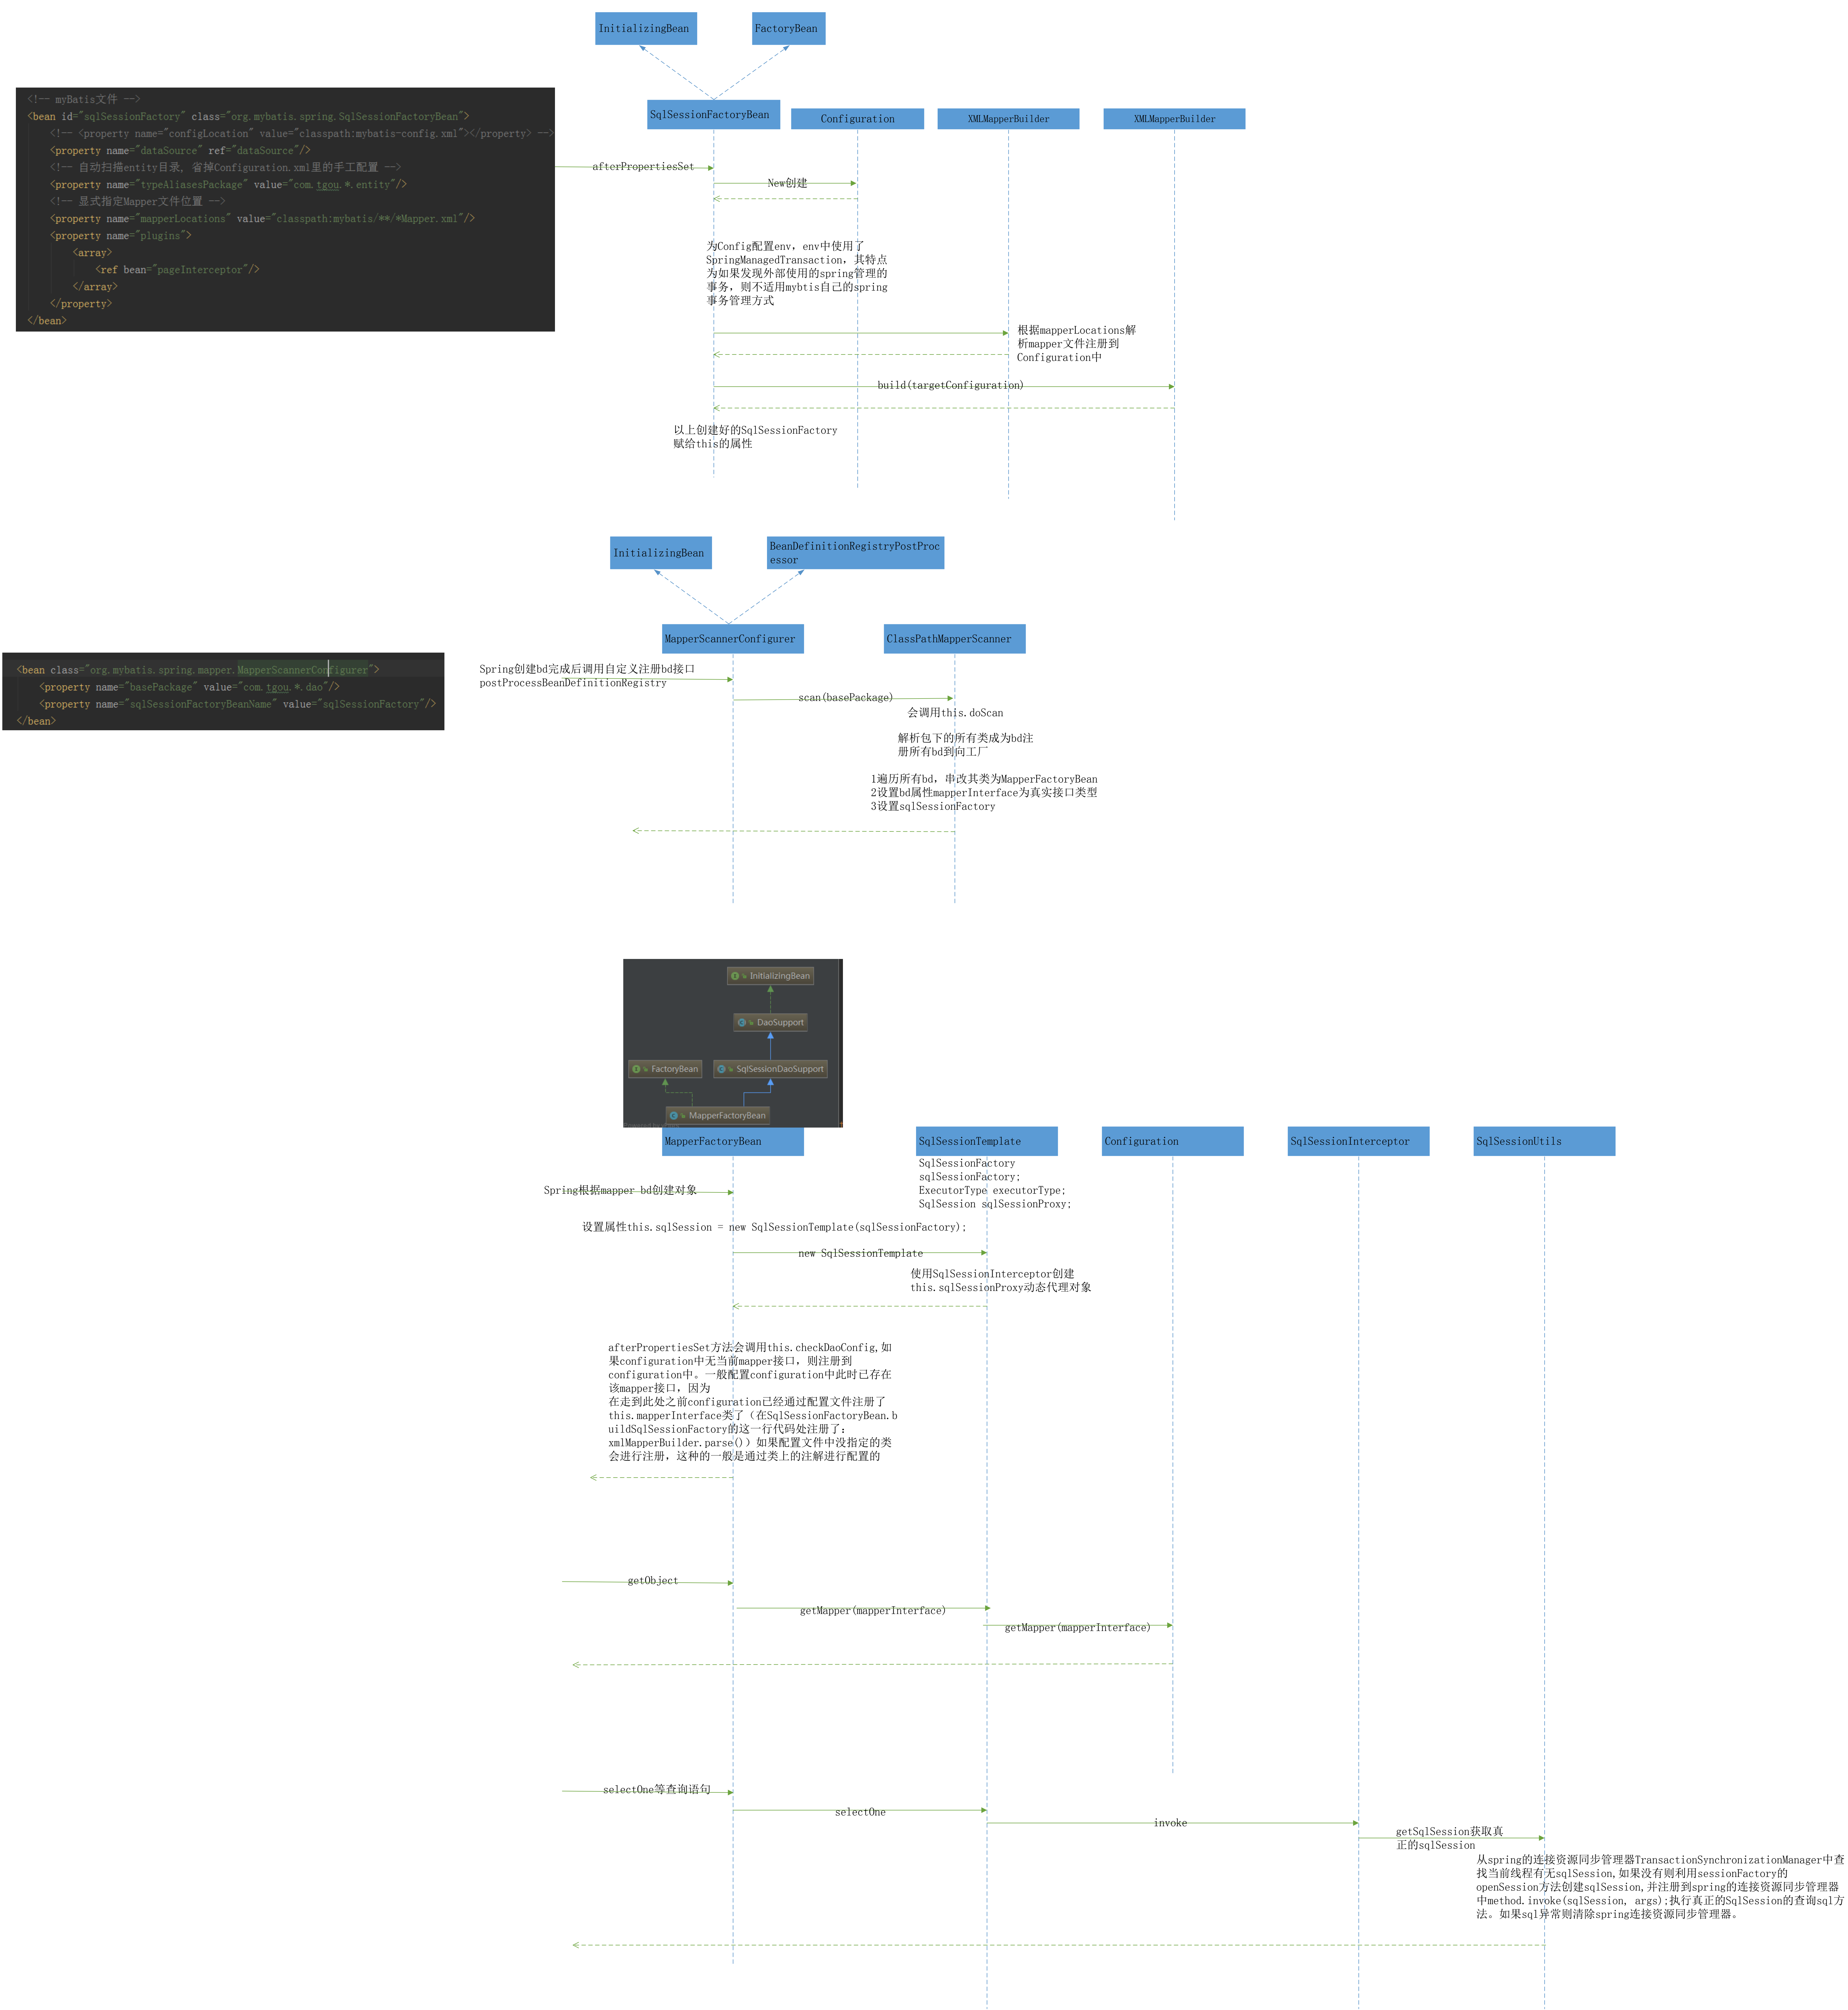 InitializingBean
FactoryBean
<!-- myBatis文件 -->
<bean id="sqlSessionFactory" class="org.mybatis.spring.SqlSessionFactoryBean">
<!-- <property name="configLocation" value="classpath:mybatis-config.xml"></property> -->
<property name="dataSource" ref="dataSource"/>
<!-- 自动扫描entity目录, 省掉Configuration.xml里的手工配置 -->
<property name="typeAliasesPackage" value="com.tgou.*.entity"/>
<!-- 显式指定Mapper文件位置 -->
<property name="mapperLocations" value="classpath:mybatis/**/*Mapper.xml"/>
<property name="plugins">
<array>
<ref bean="pageInterceptor"/>
</array>
</property>
</bean>
SqlSessionFactoryBean
Configuration
XMLMapperBuilder
XMLMapperBuilder
afterPropertiesSet
New创建
为Config配置env，env中使用了
SpringManagedTransaction，其特点
为如果发现外部使用的spring管理的
事务，则不适用mybtis自己的spring
事务管理方式
根据mapperLocations解
析mapper文件注册到
Configuration中
build(targetConfiguration)
以上创建好的SqlSessionFactory
赋给this的属性
InitializingBean
BeanDefinitionRegistryPostProc
essor
<bean class="org.mybatis.spring.mapper.MapperScannerConfigurer">
<property name="basePackage" value="com.tgou.*.dao"/>
<property name="sqlSessionFactoryBeanName" value="sqlSessionFactory"/>
</bean>
MapperScannerConfigurer
ClassPathMapperScanner
Spring创建bd完成后调用自定义注册bd接口
postProcessBeanDefinitionRegistry
scan(basePackage)
会调用this.doScan
解析包下的所有类成为bd注
册所有bd到向工厂
1遍历所有bd，串改其类为MapperFactoryBean
2设置bd属性mapperInterface为真实接口类型
3设置sqlSessionFactory
InitializingBean
DaoSupport
FactoryBean
SqlSessionDaoSupport
MapperFactoryBean
MapperFactoryBean
SqlSessionTemplate
Configuration
SqlSessionInterceptor
SqlSessionUtils
SqlSessionFactory
sqlSessionFactory;
ExecutorType executorType;
SqlSession sqlSessionProxy;
Spring根据mapper bd创建对象
设置属性this.sqlSession = new SqlSessionTemplate(sqlSessionFactory);
new SqlSessionTemplate
使用SqlSessionInterceptor创建
this.sqlSessionProxy动态代理对象
afterPropertiesSet方法会调用this.checkDaoConfig,如
果configuration中无当前mapper接口，则注册到
configuration中。一般配置configuration中此时已存在
该mapper接口，因为
在走到此处之前configuration已经通过配置文件注册了
this.mapperInterface类了（在SqlSessionFactoryBean.b
uildSqlSessionFactory的这一行代码处注册了：
xmlMapperBuilder.parse()）如果配置文件中没指定的类
会进行注册，这种的一般是通过类上的注解进行配置的
getObject
getMapper(mapperInterface)
getMapper(mapperInterface)
selectOne等查询语句
selectOne
invoke
getSqlSession获取真
正的sqlSession
从spring的连接资源同步管理器TransactionSynchronizationManager中查
找当前线程有无sqlSession,如果没有则利用sessionFactory的
openSession方法创建sqlSession,并注册到spring的连接资源同步管理器
中method.invoke(sqlSession, args);执行真正的SqlSession的查询sql方
法。如果sql异常则清除spring连接资源同步管理器。